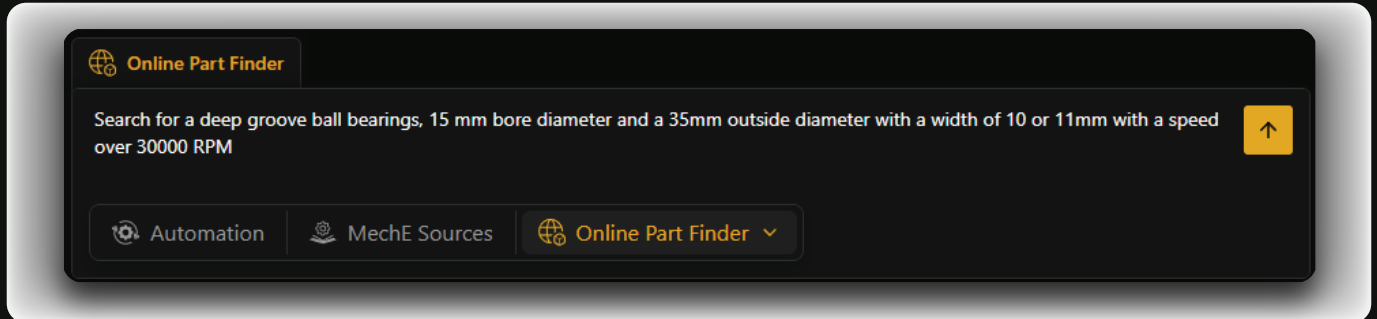 Online Part Finder
Search for a deep groove ball bearings, 15 mm bore diameter and a 35mm outside diameter with a width of 10 or 11mm with a speed
over 30000 RPM
Automation
MechE Sources
Online Part Finder